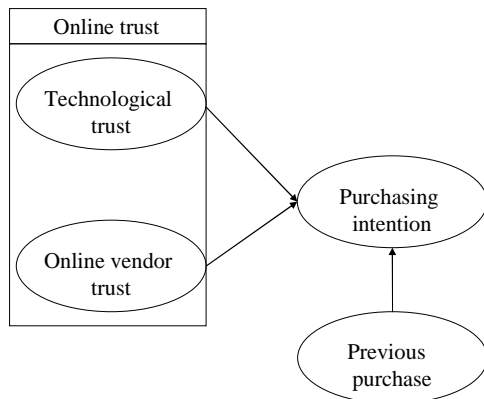 Online trust
Technological
trust
Purchasing
intention
Online vendor
trust
Previous
purchase